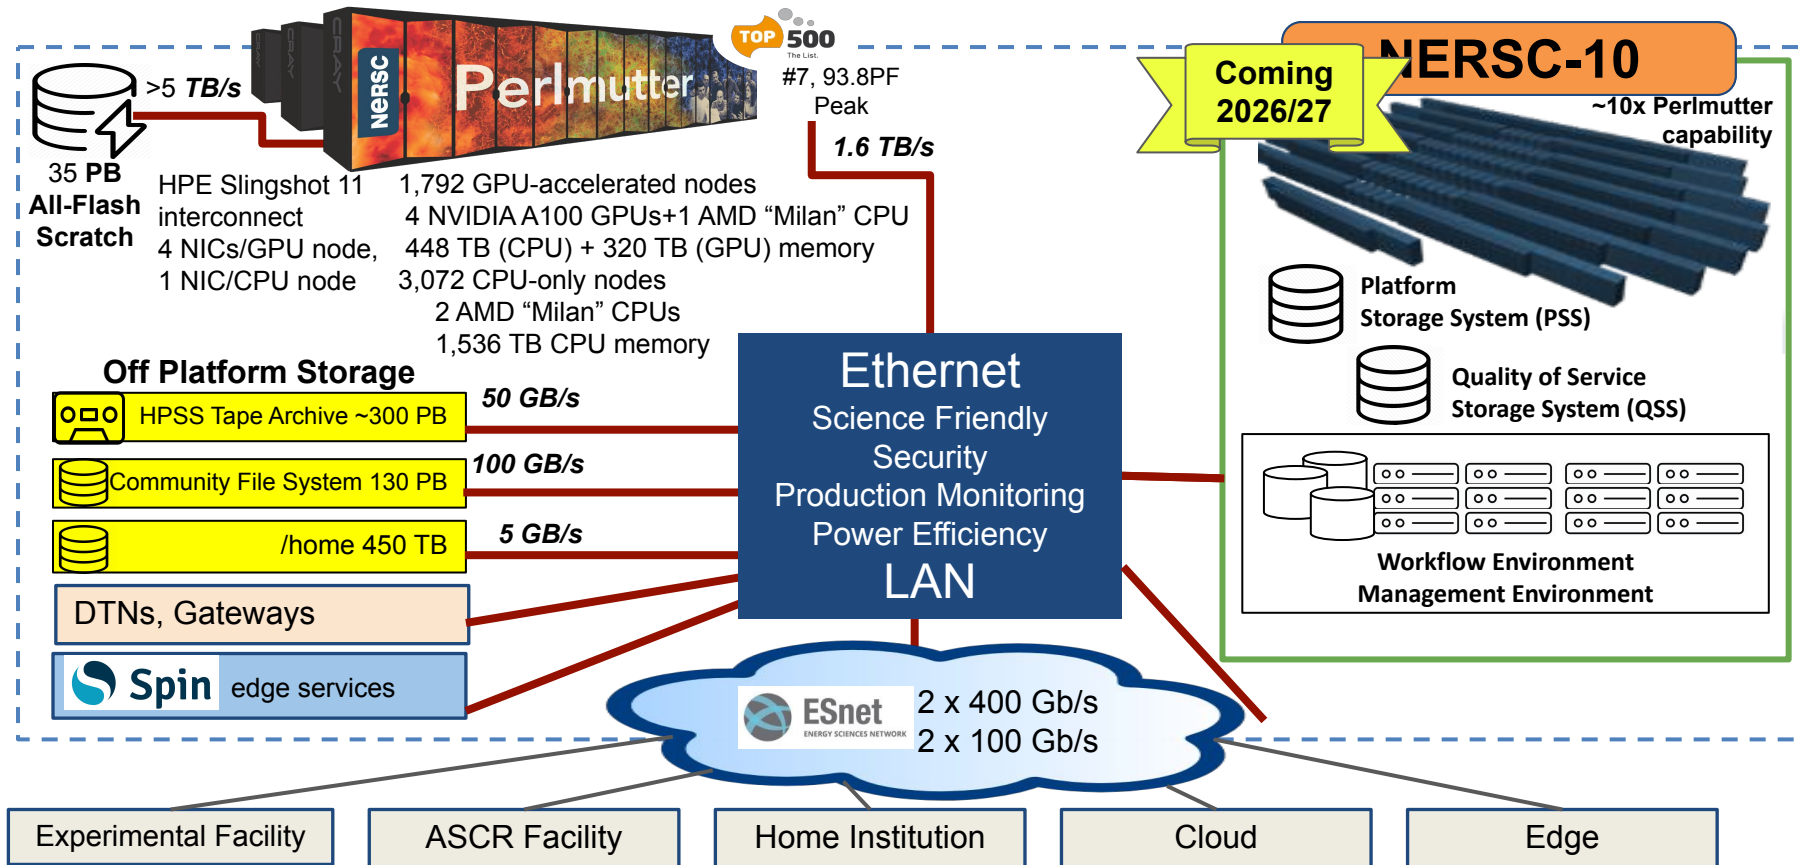 >5 TB/s
CRAY
CRAY
CRAY
NERSC
Perlmutter
TOP 500
The List.
#7, 93.8PF
Peak
1.6 TB/s
35 PB
All-Flash
Scratch
HPE Slingshot 11
interconnect
4 NICs/GPU node,
1 NIC/CPU node
1,792 GPU-accelerated nodes
4 NVIDIA A100 GPUs+1 AMD “Milan” CPU
448 TB (CPU) + 320 TB (GPU) memory
3,072 CPU-only nodes
2 AMD “Milan” CPUs
1,536 TB CPU memory
Coming
2026/27
NERSC-10
~10x Perlmutter
capability
Platform
Storage System (PSS)
Quality of Service
Storage System (QSS)
Workflow Environment
Management Environment
Off Platform Storage
HPSS Tape Archive ~300 PB
50 GB/s
Community File System 130 PB
100 GB/s
/home 450 TB
5 GB/s
DTNs, Gateways
Spin edge services
Ethernet
Science Friendly
Security
Production Monitoring
Power Efficiency
LAN
ESnet
ENERGY SCIENCES NETWORK
2 x 400 Gb/s
2 x 100 Gb/s
Experimental Facility
ASCR Facility
Home Institution
Cloud
Edge